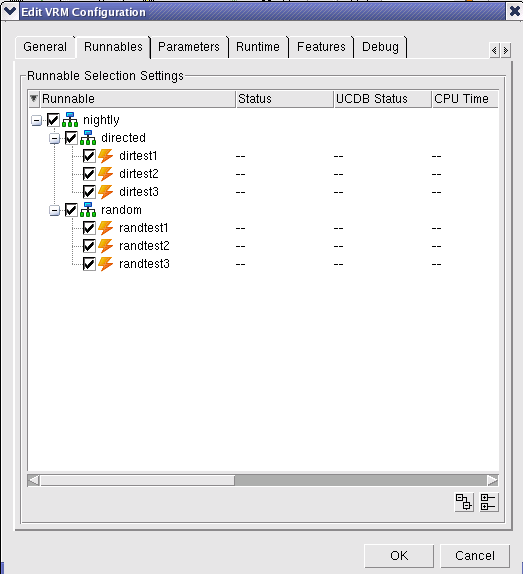 Edit VRM Configuration
General Runnables Parameters Runtime Features Debug
Runnable Selection Settings
Runnable Status UCDB Status CPU Time
nightly
directed
dirtest1 -- -- --
dirtest2 -- -- --
dirtest3 -- -- --
random
randtest1 -- -- --
randtest2 -- -- --
randtest3 -- -- --
OK Cancel